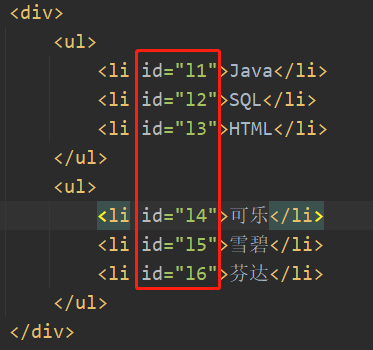 <div>
<ul>
<li id="l1">Java</li>
<li id="l2">SQL</li>
<li id="l3">HTML</li>
</ul>
<ul>
<li id="l4">可乐</li>
<li id="l5">雪碧</li>
<li id="l6">芬达</li>
</ul>
</div>